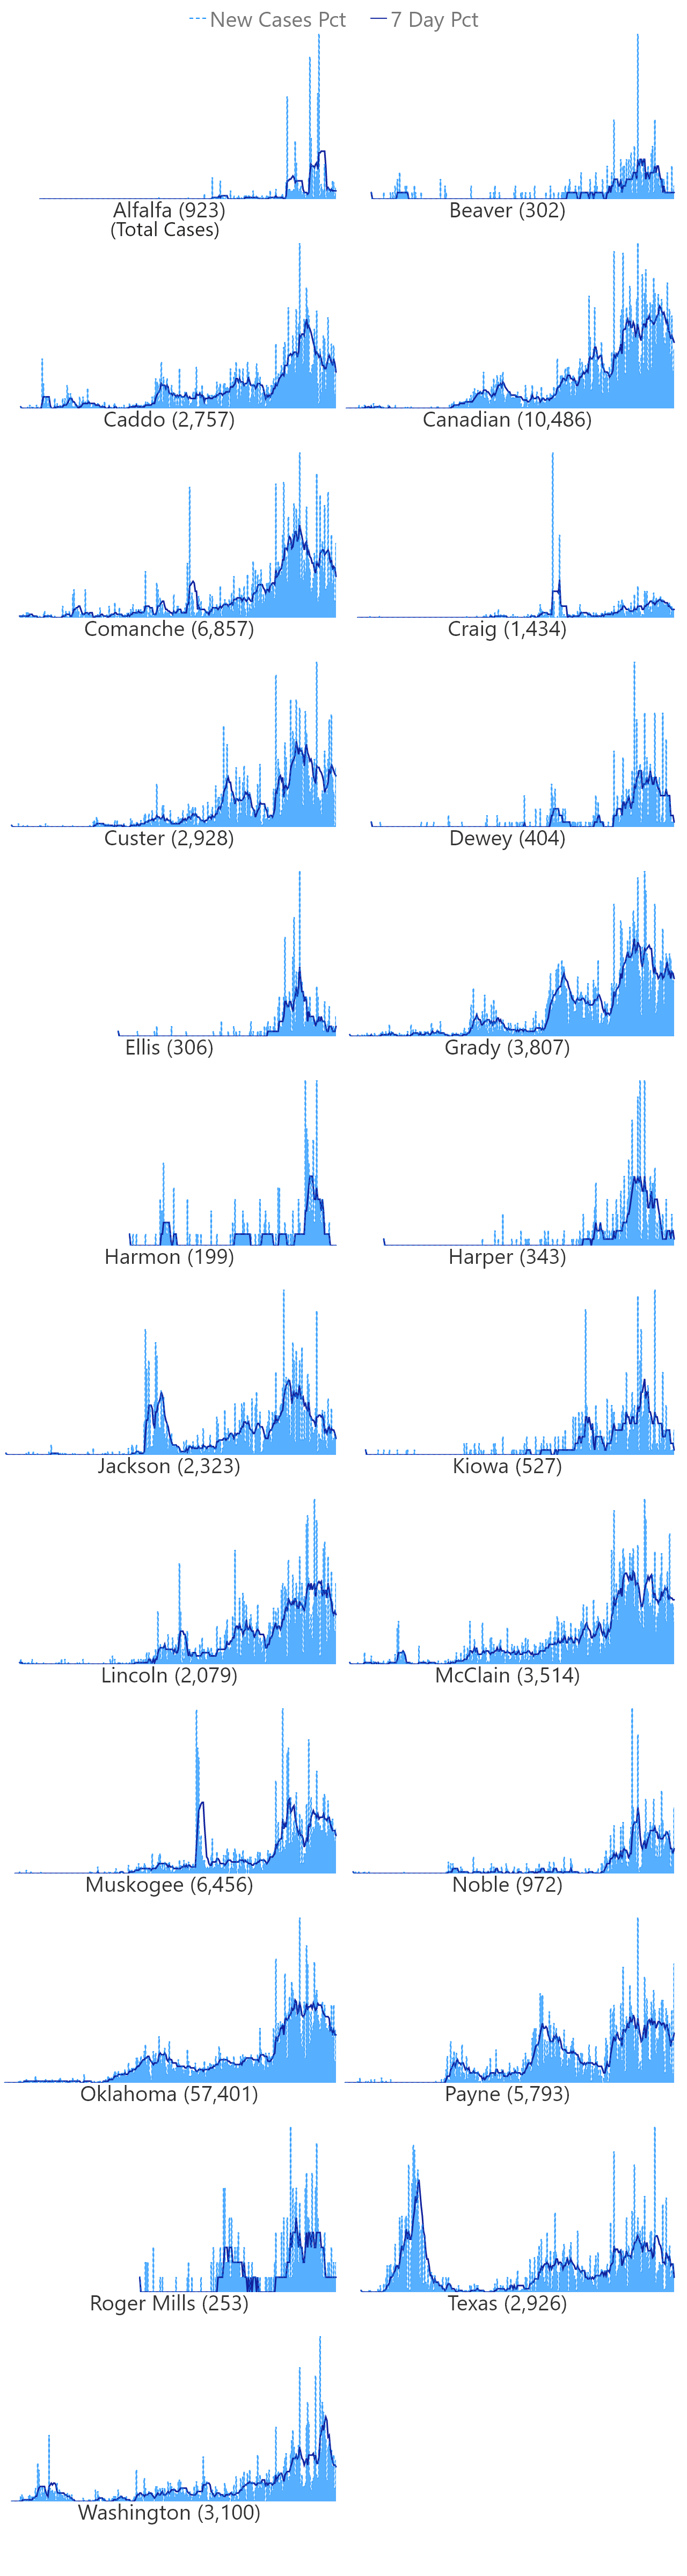 New Cases Pct 7 Day Pct
Alfalfa (923)
(Total Cases)
Beaver (302)
Caddo (2,757)
Canadian (10,486)
Comanche (6,857)
Craig (1,434)
Custer (2,928)
Dewey (404)
Ellis (306)
Grady (3,807)
Harmon (199)
Harper (343)
Jackson (2,323)
Kiowa (527)
Lincoln (2,079)
McClain (3,514)
Muskogee (6,456)
Noble (972)
Oklahoma (57,401)
Payne (5,793)
Roger Mills (253)
Texas (2,926)
Washington (3,100)